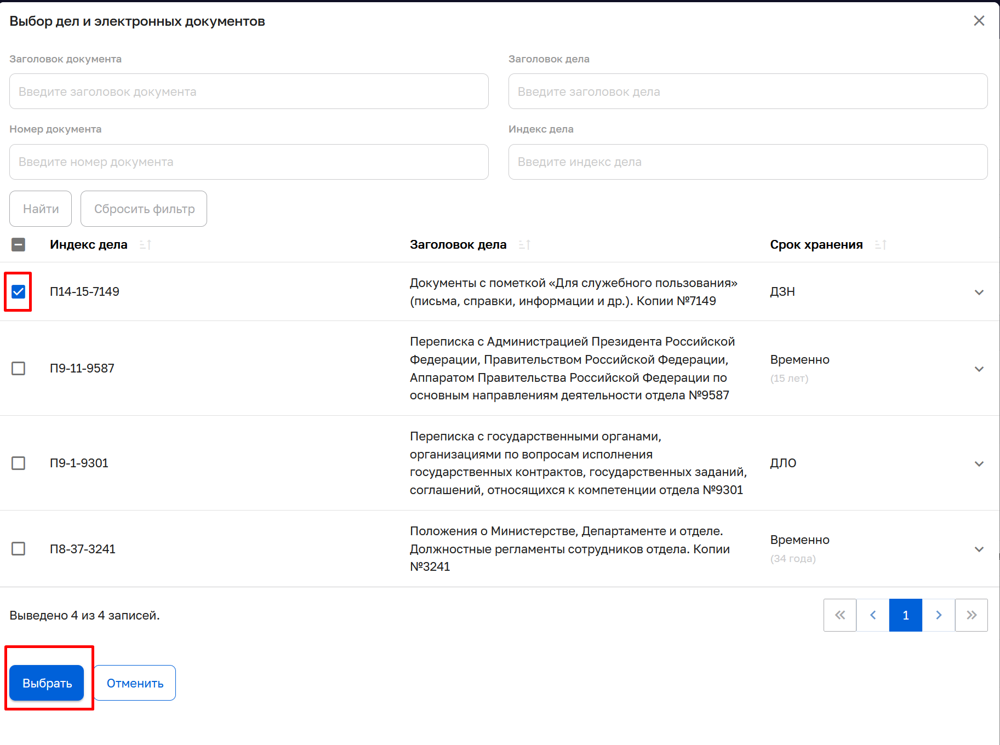 Выбор дел и электронных документов
Заголовок документа
Заголовок дела
Введите заголовок документа
Введите заголовок дела
Номер документа
Индекс дела
Введите номер документа
Введите индекс дела
Найти
Сбросить фильтр
Индекс дела
Заголовок дела
Срок хранения
П14-15-7149
Документы с пометкой «Для служебного пользования»
(письма, справки, информации и др.). Копии №7149
ДЗН
П9-11-9587
Переписка с Администрацией Президента Российской
Федерации, Правительством Российской Федерации,
Аппаратом Правительства Российской Федерации по
основным направлениям деятельности отдела №9587
Временно
(15 лет)
П9-1-9301
Переписка с государственными органами,
организациями по вопросам исполнения
государственных контрактов, государственных заданий,
соглашений, относящихся к компетенции отдела №9301
ДЛО
П8-37-3241
Положения о Министерстве, Департаменте и отделе.
Должностные регламенты сотрудников отдела. Копии
№3241
Временно
(34 года)
Выведено 4 из 4 записей.
1
Выбрать
Отменить